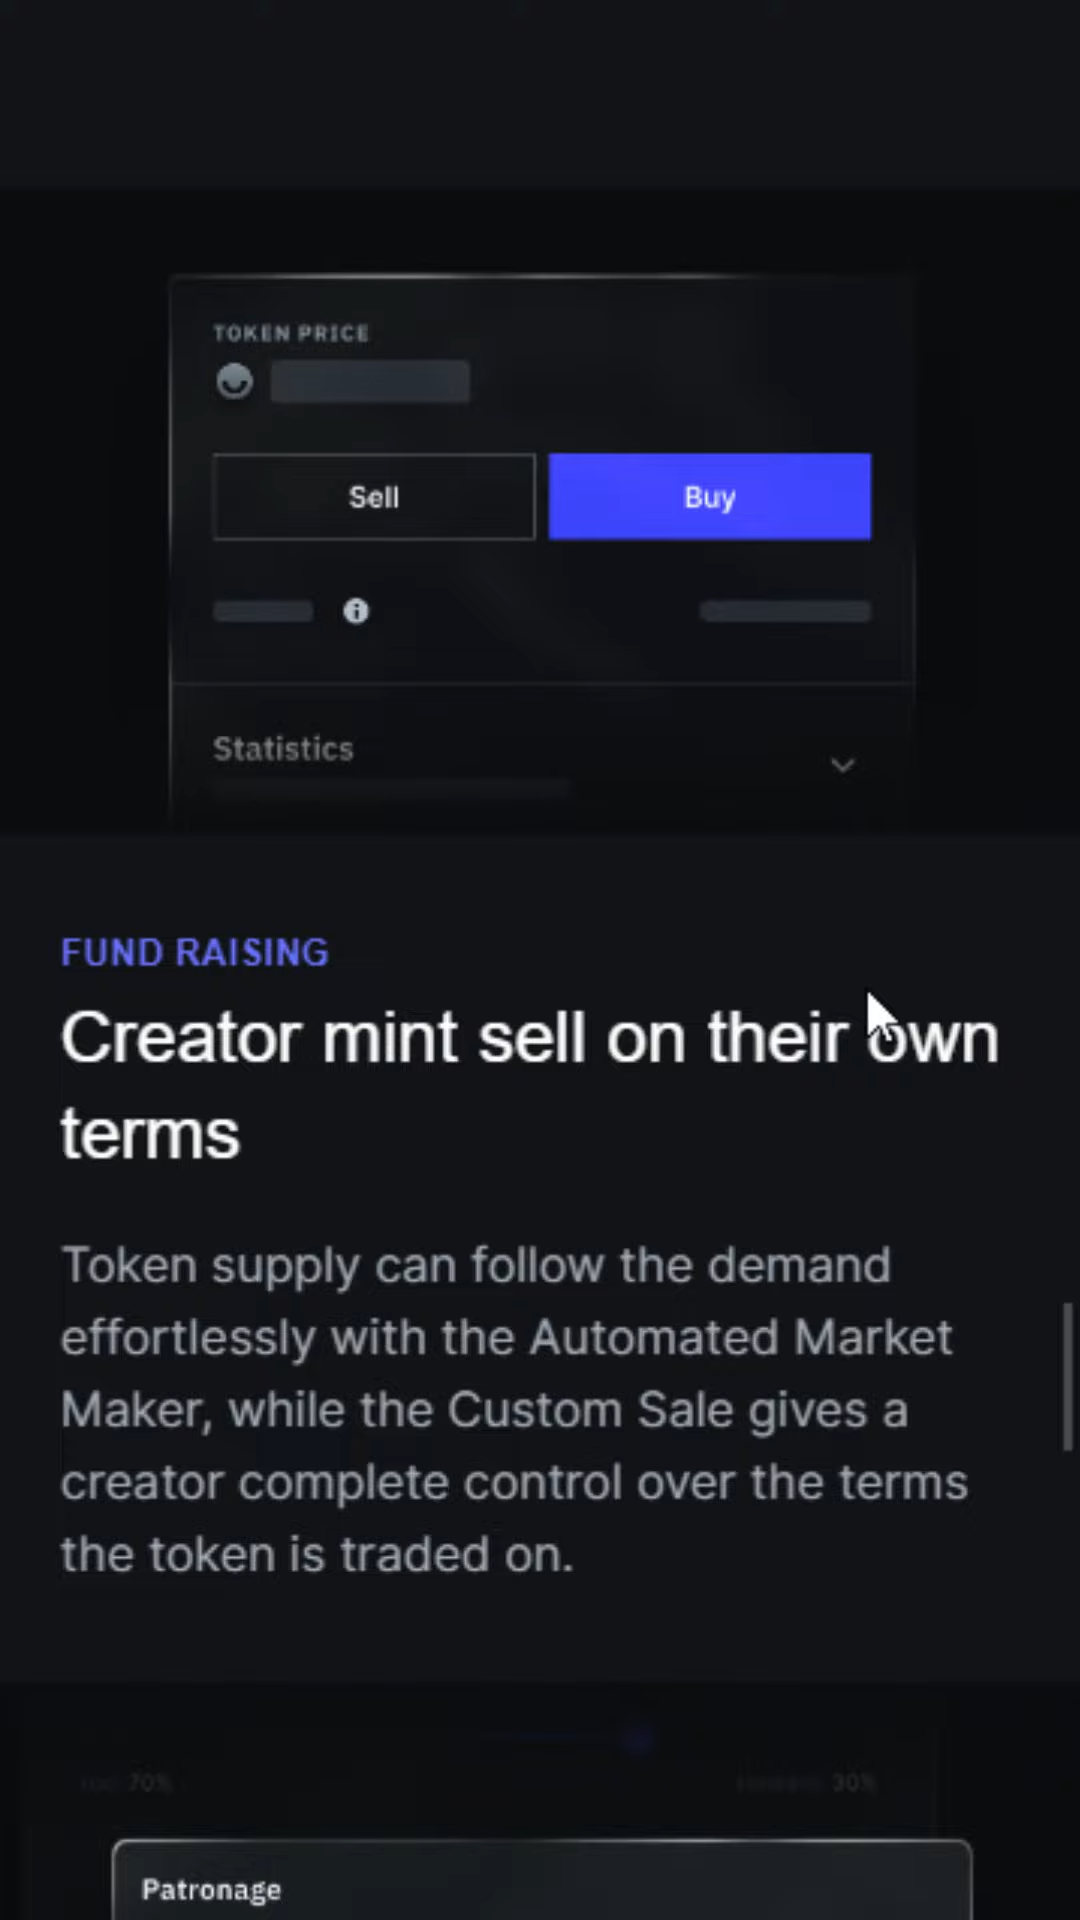 TOKEN PRICE
Sell
Buy
Statistics
FUND RAISING
Creator mint sell on their own
terms
Token supply can follow the demand
effortlessly with the Automated Market
Maker, while the Custom Sale gives a
creator complete control over the terms
the token is traded on.
70%
30%
Patronage